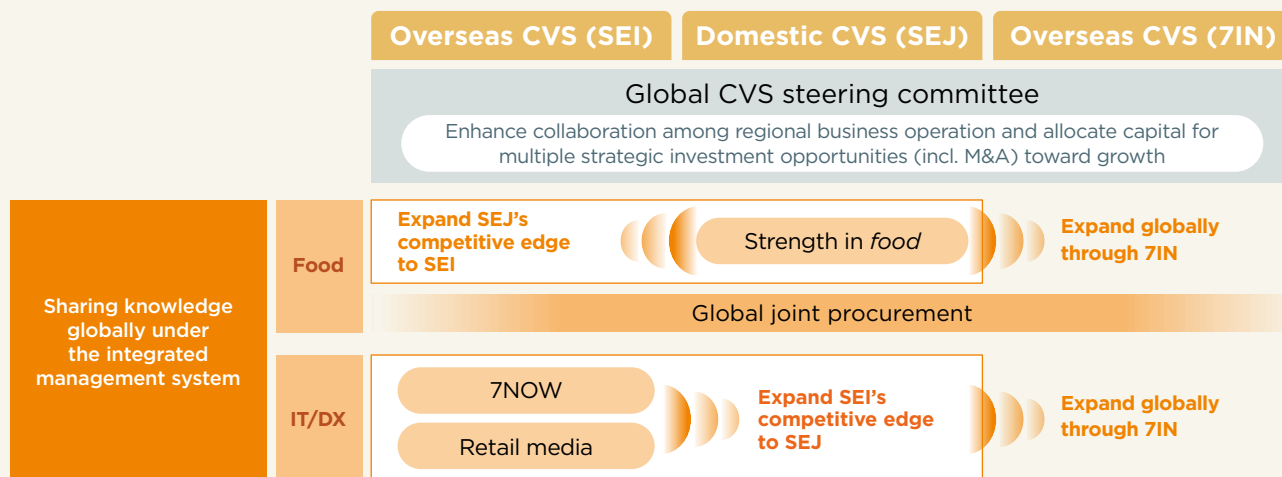 Overseas CVS (SEI)
Domestic CVS (SEJ)
Overseas CVS (7IN)
Global CVS steering committee
Enhance collaboration among regional business operation and allocate capital for
multiple strategic investment opportunities (incl. M&A) toward growth
Sharing knowledge
globally under
the integrated
management system
Food
Expand SEJ’s
competitive edge
to SEI
Strength in food
Expand globally
through 7IN
Global joint procurement
IT/DX
7NOW
Retail media
Expand SEI’s
competitive edge
to SEJ
Expand globally
through 7IN